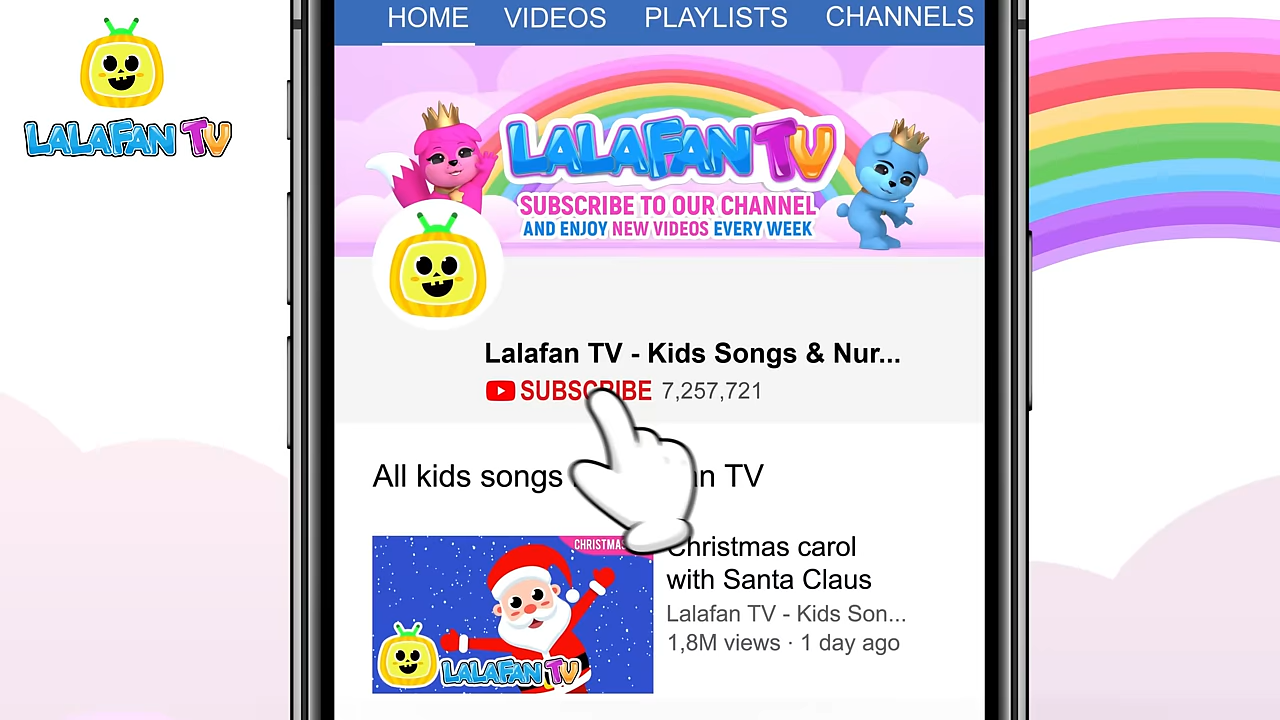 LALAFAN TV
HOME VIDEOS PLAYLISTS CHANNELS
LALAFAN TV
SUBSCRIBE TO OUR CHANNEL
AND ENJOY NEW VIDEOS EVERY WEEK
Lalafan TV - Kids Songs & Nur...
SUBSCRIBE 7,257,721
All kids songs TV
CHRISTMAS
Christmas carol
with Santa Claus
Lalafan TV - Kids Son...
1,8M views · 1 day ago
LALAFAN TV